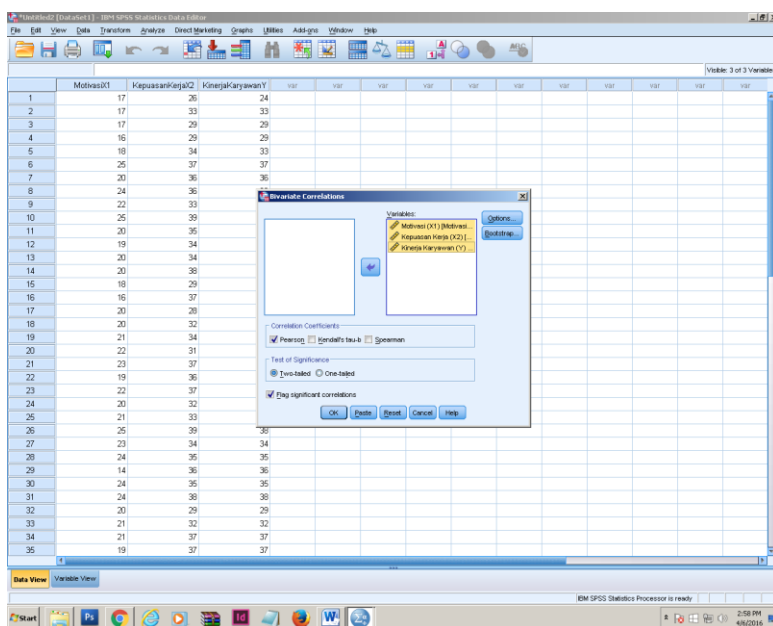 *Untitled2 [DataSet1] - IBM SPSS Statistics Data Editor
File Edit View Data Transform Analyze Direct Marketing Graphs Utilities Add-ons Window Help
Visible: 3 of 3 Variable
MotivasiX1 KepuasanKerjaX2 KinerjaKaryawanY var var var var var var var var var
1 17 26 24
2 17 33 33
3 17 29 29
4 16 29 29
5 18 34 33
6 25 37 37
7 20 36 36
8 24 36
9 22 33
10 25 39
11 20 35
12 19 34
13 20 34
14 20 38
15 18 29
16 16 37
17 20 28
18 20 32
19 21 34
20 22 31
21 23 37
22 19 36
23 22 37
24 20 32
25 21 33
26 25 39 38
27 23 34 34
28 24 35 35
29 14 36 36
30 24 35 35
31 24 38 38
32 20 29 29
33 21 32 32
34 21 37 37
35 19 37 37
Bivariate Correlations
Variables:
Motivasi (X1) [Motivasi...
Kepuasan Kerja (X2) [...
Kinerja Karyawan (Y) ...
Options...
Bootstrap...
Correlation Coefficients
Pearson Kendall's tau-b Spearman
Test of Significance
Two-tailed One-tailed
Flag significant correlations
OK Paste Reset Cancel Help
Data View Variable View
IBM SPSS Statistics Processor is ready
Start
2:58 PM
4/6/2016